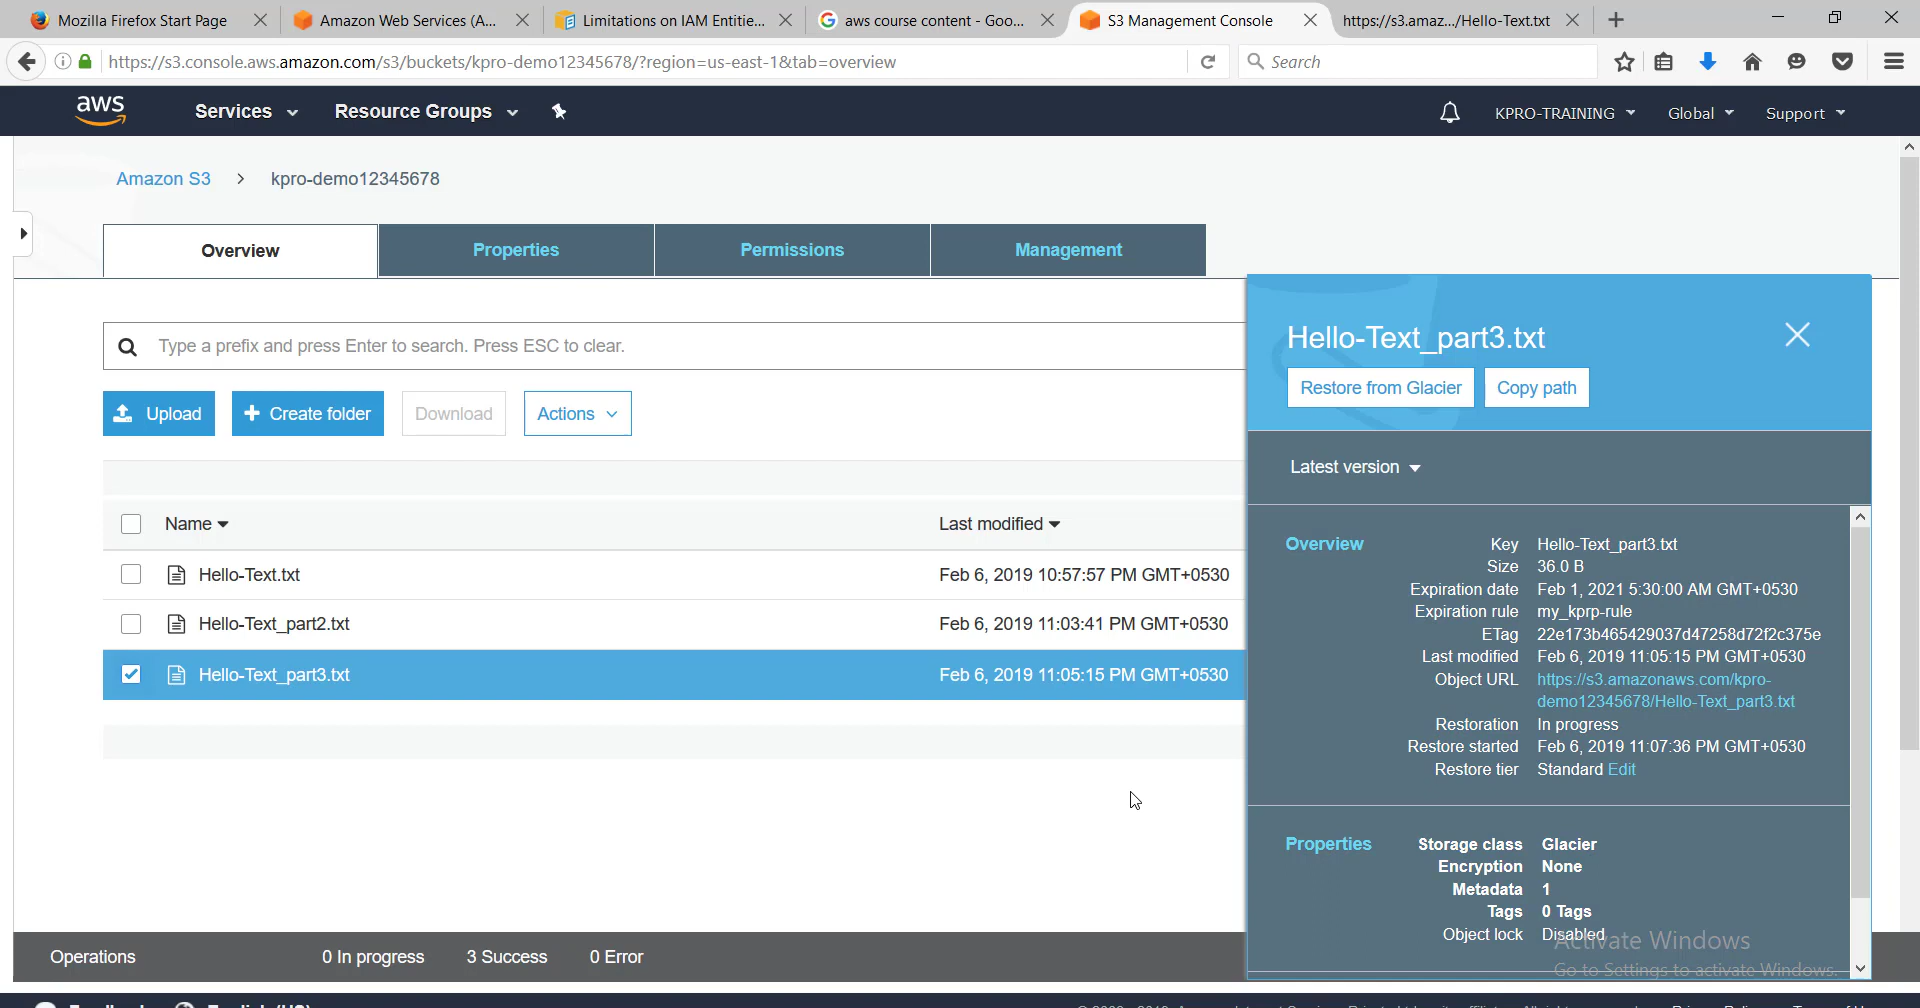 Mozilla Firefox Start Page
Amazon Web Services (A...
Limitations on IAM Entitie...
aws course content - Goo...
S3 Management Console
https://s3.amaz.../Hello-Text.txt
https://s3.console.aws.amazon.com/s3/buckets/kpro-demo12345678/?region=us-east-1&tab=overview
Search
aws
Services
Resource Groups
KPRO-TRAINING
Global
Support
Amazon S3 > kpro-demo12345678
Overview
Properties
Permissions
Management
Type a prefix and press Enter to search. Press ESC to clear.
Upload
+ Create folder
Download
Actions
Name
Last modified
Hello-Text.txt
Feb 6, 2019 10:57:57 PM GMT+0530
Hello-Text_part2.txt
Feb 6, 2019 11:03:41 PM GMT+0530
Hello-Text_part3.txt
Feb 6, 2019 11:05:15 PM GMT+0530
Hello-Text_part3.txt
Restore from Glacier
Copy path
Latest version
Overview
Key Hello-Text_part3.txt
Size 36.0 B
Expiration date Feb 1, 2021 5:30:00 AM GMT+0530
Expiration rule my_kprp-rule
ETag 22e173b465429037d47258d72f2c375e
Last modified Feb 6, 2019 11:05:15 PM GMT+0530
Object URL https://s3.amazonaws.com/kpro-
demo12345678/Hello-Text_part3.txt
Restoration In progress
Restore started Feb 6, 2019 11:07:36 PM GMT+0530
Restore tier Standard Edit
Properties
Storage class Glacier
Encryption None
Metadata 1
Tags 0 Tags
Object lock Disabled
Activate Windows
Go to Settings to activate Windows.
Operations
0 In progress
3 Success
0 Error